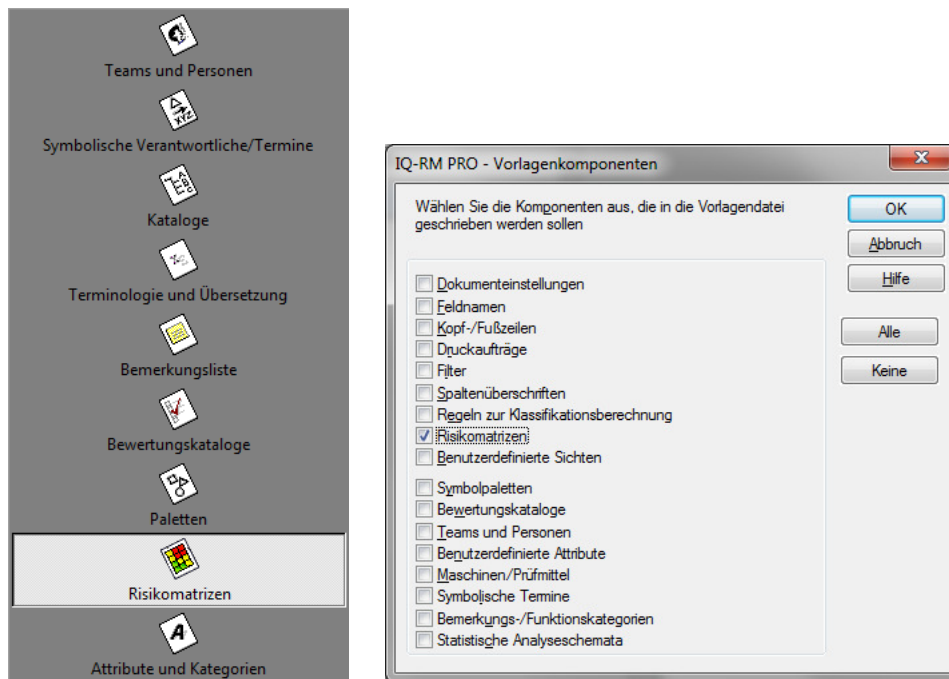 Teams und Personen
Symbolische Verantwortliche/Termine
Kataloge
Terminologie und Übersetzung
Bemerkungsliste
Bewertungskataloge
Paletten
Risikomatrizen
Attribute und Kategorien
IQ-RM PRO - Vorlagenkomponenten
Wählen Sie die Komponenten aus, die in die Vorlagendatei
geschrieben werden sollen
OK
Abbruch
Hilfe
Alle
Keine
Dokumenteinstellungen
Feldnamen
Kopf-/Fußzeilen
Druckaufträge
Filter
Spaltenüberschriften
Regeln zur Klassifikationsberechnung
Risikomatrizen
Benutzerdefinierte Sichten
Symbolpaletten
Bewertungskataloge
Teams und Personen
Benutzerdefinierte Attribute
Maschinen/Prüfmittel
Symbolische Termine
Bemerkungs-/Funktionskategorien
Statistische Analyseschemata